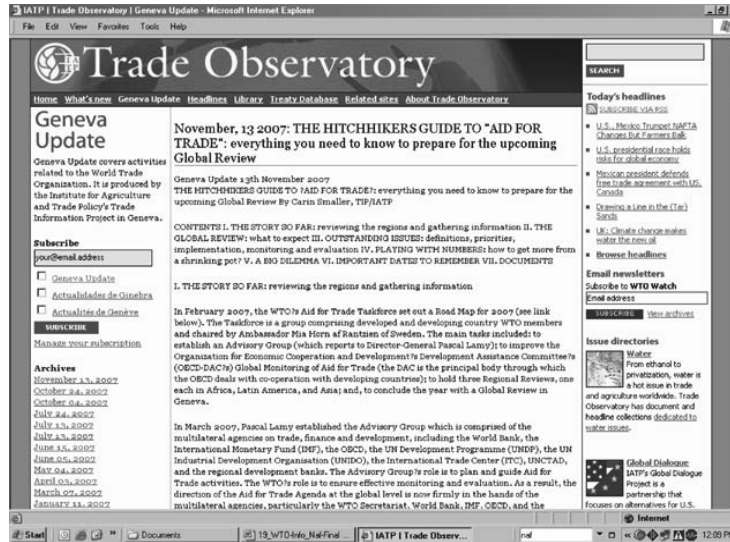 IATP | Trade Observatory | Geneva Update - Microsoft Internet Explorer
File Edit View Favorites Tools Help
Trade Observatory
Home What's new Geneva Update Headlines Library Treaty Database Related sites About Trade Observatory
Geneva
Update
Geneva Update covers activities
related to the World Trade
Organization. It is produced by
the Institute for Agriculture
and Trade Policy's Trade
Information Project in Geneva.
Subscribe
your@email.address
Geneva Update
Actualidades de Ginebra
Actualités de Genève
SUBSCRIBE
Manage your subscription
Archives
November 13, 2007
October 24, 2007
October 04, 2007
July 24, 2007
July 13, 2007
July 13, 2007
June 15, 2007
June 05, 2007
May 04, 2007
April 03, 2007
March 07, 2007
January 11, 2007
November, 13 2007: THE HITCHHIKERS GUIDE TO "AID FOR
TRADE": everything you need to know to prepare for the upcoming
Global Review
Geneva Update 13th November 2007
THE HITCHHIKERS GUIDE TO ?AID FOR TRADE?: everything you need to know to prepare for the
upcoming Global Review By Carin Smaller, TIP/IATP
CONTENTS I. THE STORY SO FAR: reviewing the regions and gathering information II. THE
GLOBAL REVIEW: what to expect III. OUTSTANDING ISSUES: definitions, priorities,
implementation, monitoring and evaluation IV. PLAYING WITH NUMBERS: how to get more from
a shrinking pot? V. A BIG DILEMMA VI. IMPORTANT DATES TO REMEMBER VII. DOCUMENTS
I. THE STORY SO FAR: reviewing the regions and gathering information
In February 2007, the WTO?s Aid for Trade Taskforce set out a Road Map for 2007 (see link
below). The Taskforce is a group comprising developed and developing country WTO members
and chaired by Ambassador Mia Horn af Rantzien of Sweden. The main tasks included: to
establish an Advisory Group (which reports to Director-General Pascal Lamy); to improve the
Organization for Economic Cooperation and Development?s Development Assistance Committee?s
(OECD-DAC?s) Global Monitoring of Aid for Trade (the DAC is the principal body through which
the OECD deals with co-operation with developing countries); to hold three Regional Reviews, one
each in Africa, Latin America, and Asia; and, to conclude the year with a Global Review in
Geneva.
In March 2007, Pascal Lamy established the Advisory Group which is comprised of the
multilateral agencies on trade, finance and development, including the World Bank, the
International Monetary Fund (IMF), the OECD, the UN Development Programme (UNDP), the UN
Industrial Development Organisation (UNIDO), the International Trade Center (ITC), UNCTAD,
and the regional development banks. The Advisory Group?s role is to plan and guide Aid for
Trade activities. The WTO?s role is to ensure effective monitoring and evaluation. As a result, the
direction of the Aid for Trade Agenda at the global level is now firmly in the hands of the
multilateral agencies, particularly the WTO Secretariat, World Bank, IMF, OECD, and the
SEARCH
Today's headlines
SUBSCRIBE VIA RSS
U.S., Mexico Trumpet NAFTA
Changes But Farmers Balk
U.S. presidential race holds
risks for global economy
Mexican president defends
free trade agreement with US,
Canada
Drawing a Line in the (Tar)
Sands
UK: Climate change makes
water the new oil
Browse headlines
Email newsletters
Subscribe to WTO Watch
Email address
SUBSCRIBE View archives
Issue directories
Water
From ethanol to
privatization, water is
a hot issue in trade
and agriculture worldwide. Trade
Observatory has document and
headline collections dedicated to
water issues.
Global Dialogue
IATP's Global Dialogue
Project is a
partnership that
focuses on alternatives for U.S.
Internet
Start Documents 19_WTO-Info_Naf-Final ... IATP | Trade Observ... naf 12:09 PM